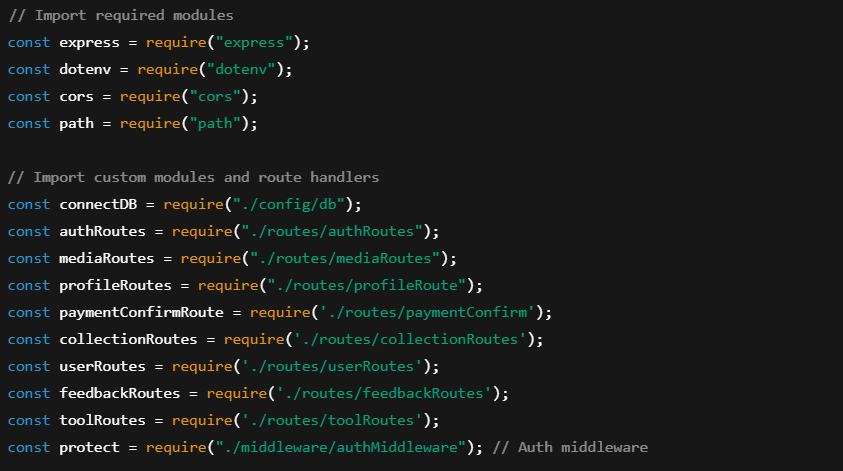 // Import required modules
const express = require("express");
const dotenv = require("dotenv");
const cors = require("cors");
const path = require("path");
// Import custom modules and route handlers
const connectDB = require("./config/db");
const authRoutes = require("./routes/authRoutes");
const mediaRoutes = require("./routes/mediaRoutes");
const profileRoutes = require("./routes/profileRoute");
const paymentConfirmRoute = require('./routes/paymentConfirm');
const collectionRoutes = require('./routes/collectionRoutes');
const userRoutes = require('./routes/userRoutes');
const feedbackRoutes = require('./routes/feedbackRoutes');
const toolRoutes = require('./routes/toolRoutes');
const protect = require("./middleware/authMiddleware"); // Auth middleware